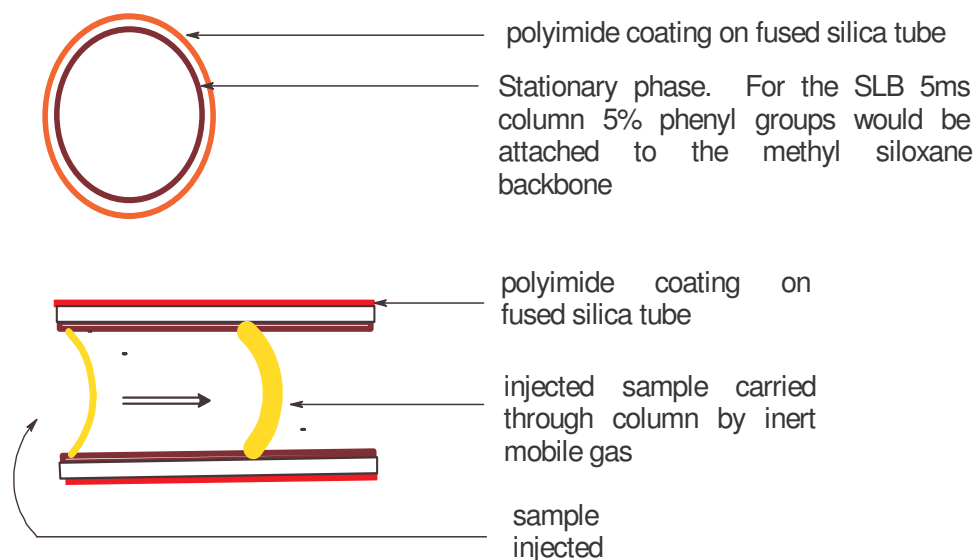 polyimide coating on fused silica tube
Stationary phase. For the SLB 5ms
column 5% phenyl groups would be
attached to the methyl siloxane
backbone
polyimide coating on
fused silica tube
injected sample carried
through column by inert
mobile gas
sample
injected